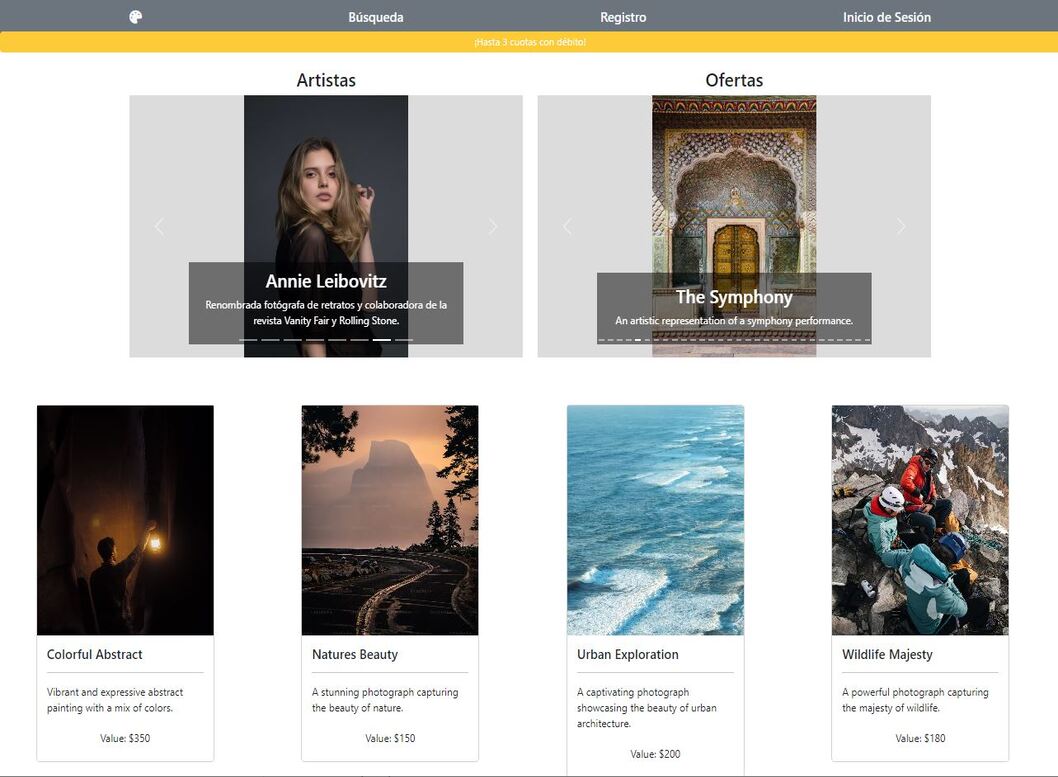 Búsqueda
Registro
Inicio de Sesión
¡Hasta 3 cuotas con débito!
Artistas
Ofertas
Annie Leibovitz
Renombrada fotógrafa de retratos y colaboradora de la
revista Vanity Fair y Rolling Stone.
The Symphony
An artistic representation of a symphony performance.
Colorful Abstract
Vibrant and expressive abstract
painting with a mix of colors.
Value: $350
Natures Beauty
A stunning photograph capturing
the beauty of nature.
Value: $150
Urban Exploration
A captivating photograph
showcasing the beauty of urban
architecture.
Value: $200
Wildlife Majesty
A powerful photograph capturing
the majesty of wildlife.
Value: $180